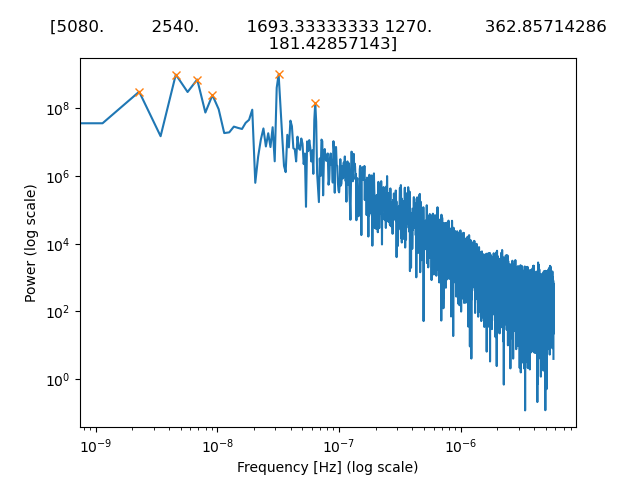 [5080. 2540. 1693.33333333 1270. 362.85714286
181.42857143]
Power (log scale)
10^8
10^6
10^4
10^2
10^0
10^-9 10^-8 10^-7 10^-6
Frequency [Hz] (log scale)